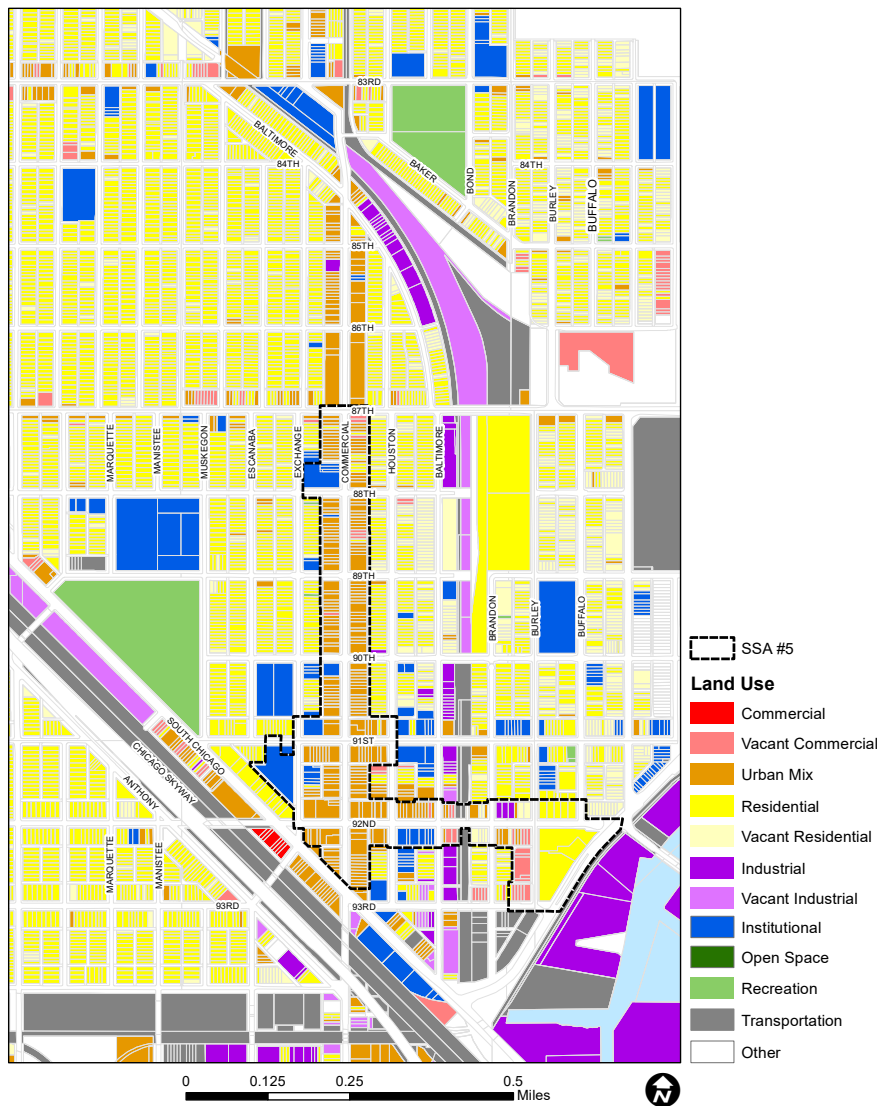 83RD
BALTIMORE
84TH
BAKER
BOND
84TH
BRANDON
BURLEY
BUFFALO
85TH
86TH
87TH
MARQUETTE
MANISTEE
MUSKEGON
ESCANABA
EXCHANGE
COMMERCIAL
HOUSTON
BALTIMORE
88TH
89TH
BRANDON
BURLEY
BUFFALO
90TH
SOUTH CHICAGO
CHICAGO SKYWAY
ANTHONY
91ST
92ND
MARQUETTE
MANISTEE
93RD
93RD
SSA #5
Land Use
Commercial
Vacant Commercial
Urban Mix
Residential
Vacant Residential
Industrial
Vacant Industrial
Institutional
Open Space
Recreation
Transportation
Other
0 0.125 0.25 0.5
Miles
N